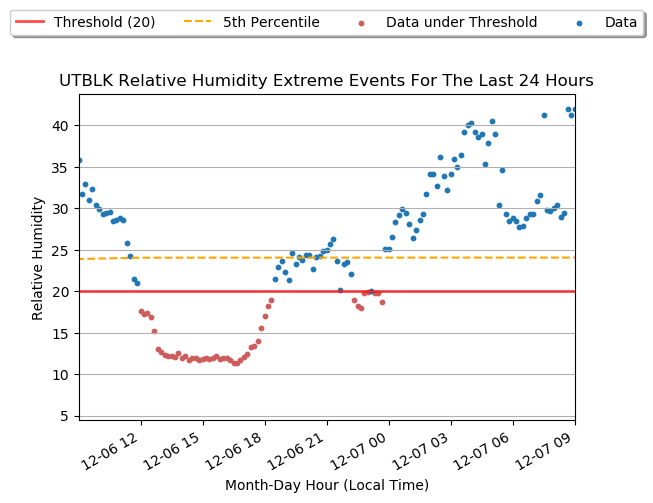 Threshold (20) 5th Percentile Data under Threshold Data
UTBLK Relative Humidity Extreme Events For The Last 24 Hours
Relative Humidity
40
35
30
25
20
15
10
5
12-06 12 12-06 15 12-06 18 12-06 21 12-07 00 12-07 03 12-07 06 12-07 09
Month-Day Hour (Local Time)